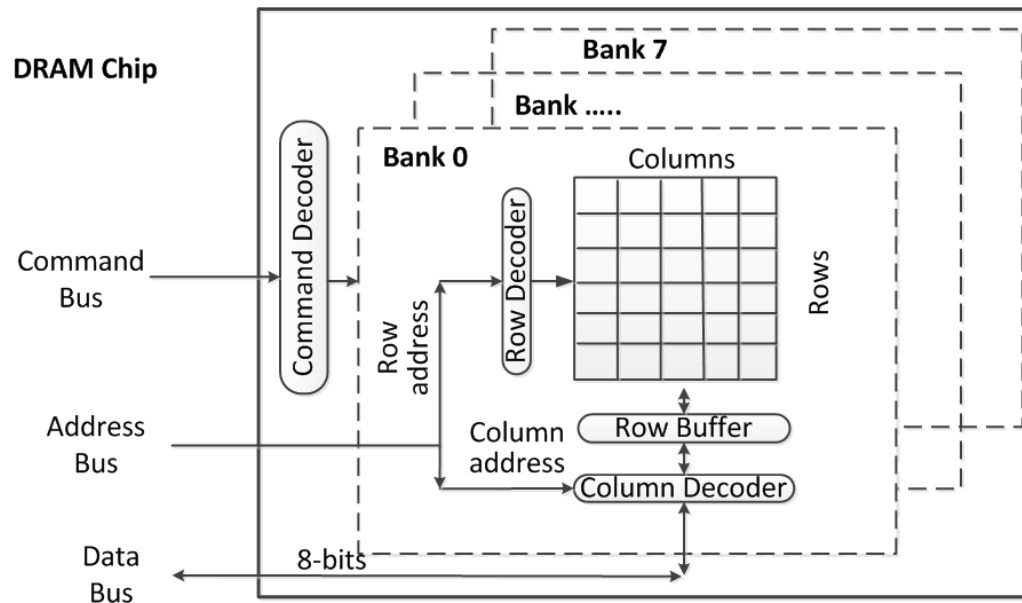 DRAM Chip
Bank 7
Bank .....
Bank 0
Columns
Command Decoder
Row Decoder
Rows
Command
Bus
Row
address
Address
Bus
Column
address
Row Buffer
Column Decoder
Data
Bus
8-bits